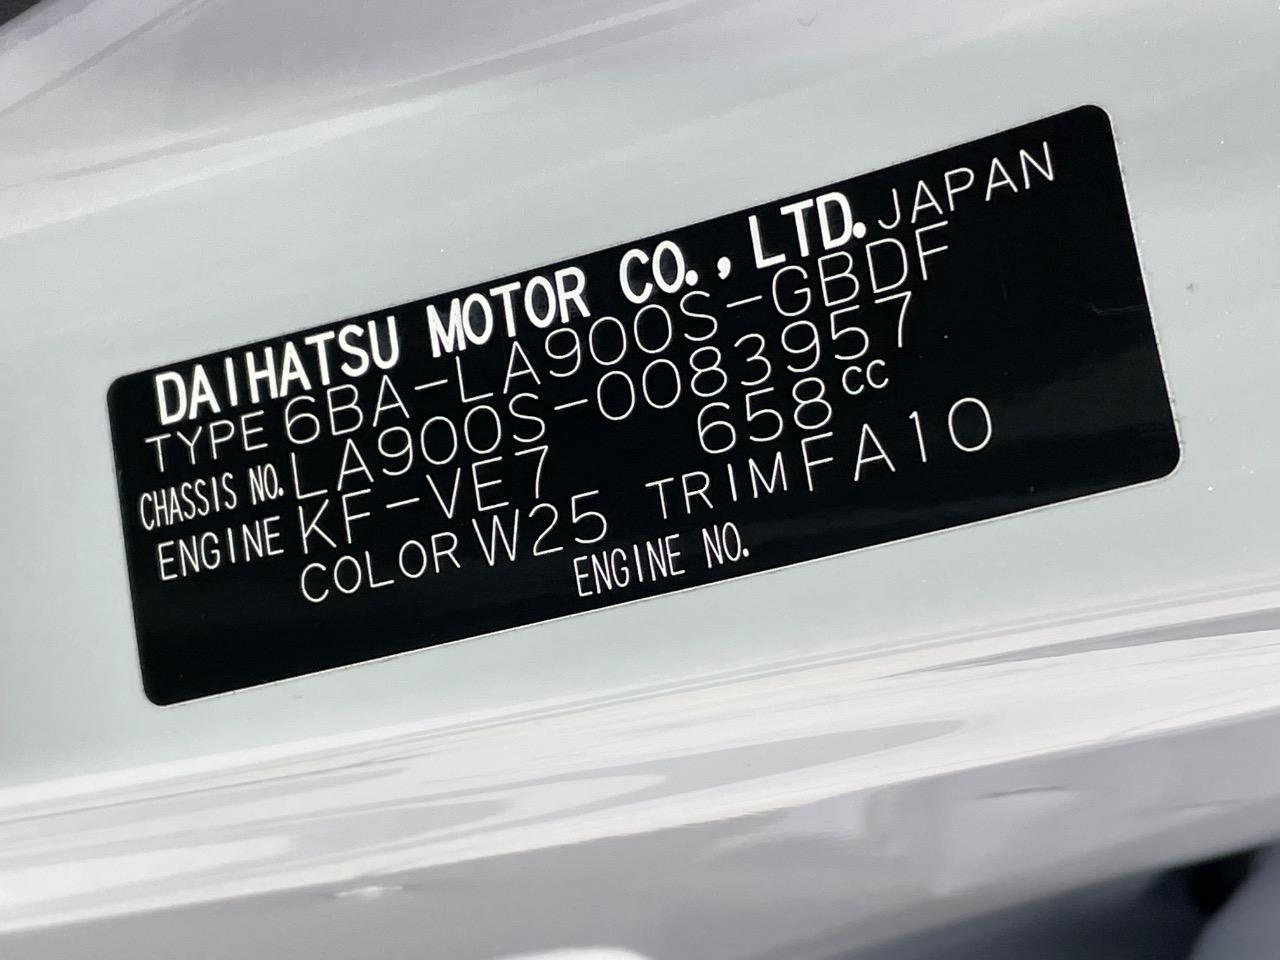 DAIHATSU MOTOR CO., LTD. JAPAN
TYPE 6BA-LA900S-GBDF
CHASSIS NO. LA900S-0083957
ENGINE KF-VE7 658cc
COLOR W25 TRIM FA10
ENGINE NO.